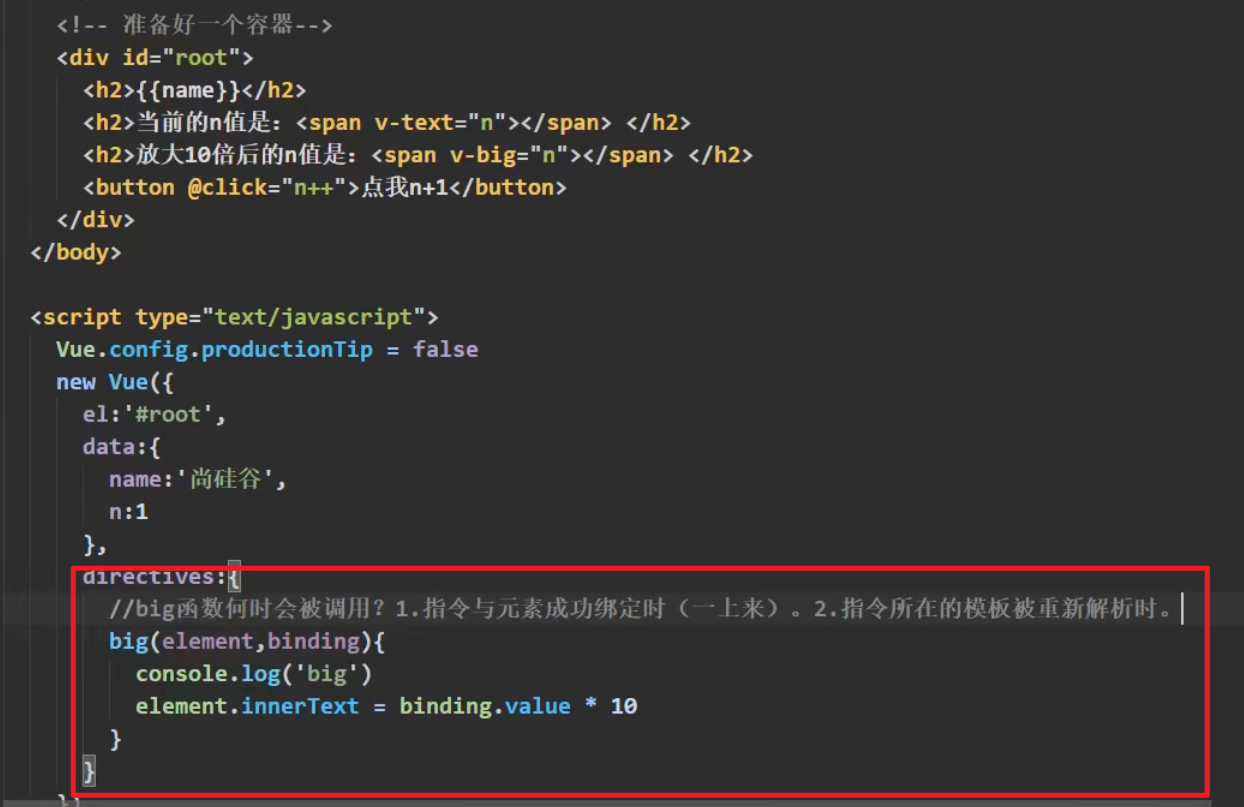 <!-- 准备好一个容器-->
<div id="root">
<h2>{{name}}</h2>
<h2>当前的n值是：<span v-text="n"></span> </h2>
<h2>放大10倍后的n值是：<span v-big="n"></span> </h2>
<button @click="n++">点我n+1</button>
</div>
</body>
<script type="text/javascript">
Vue.config.productionTip = false
new Vue({
el:'#root',
data:{
name:'尚硅谷',
n:1
},
directives:{
//big函数何时会被调用？1.指令与元素成功绑定时（一上来）。2.指令所在的模板被重新解析时。
big(element,binding){
console.log('big')
element.innerText = binding.value * 10
}
}
})